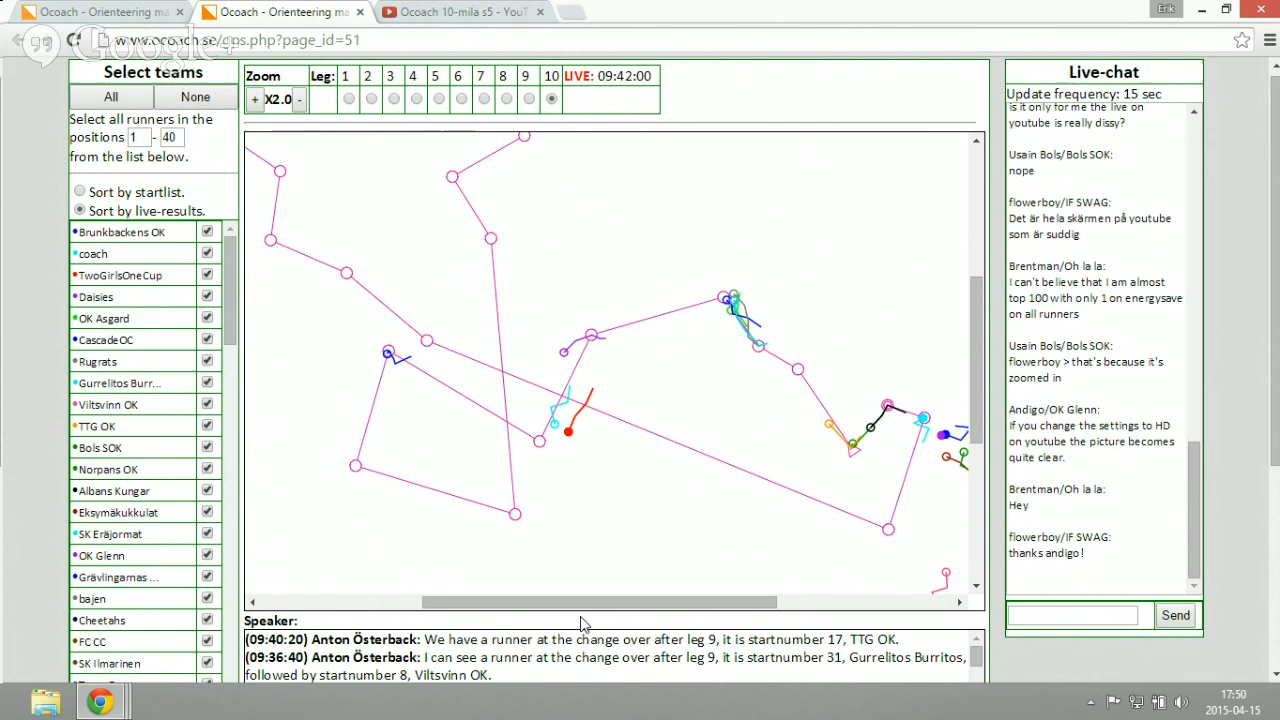 Ocoach - Orienteering ma
Ocoach - Orienteering ma
Ocoach 10-mila s5 - YouT
Erik
Google+
www.ocoach.se/gps.php?page_id=51
Select teams
All
None
Select all runners in the
positions 1 - 40
from the list below.
Sort by startlist.
Sort by live-results.
Brunkbackens OK
coach
TwoGirlsOneCup
Daisies
OK Asgard
CascadeOC
Rugrats
Gurrelitos Burr...
Viltsvinn OK
TTG OK
Bols SOK
Norpans OK
Albans Kungar
Eksymäkukkulat
SK Eräjormat
OK Glenn
Grävlingarnas ...
bajen
Cheetahs
FC CC
SK Ilmarinen
Zoom
Leg:
1 2 3 4 5 6 7 8 9 10
LIVE: 09:42:00
+ X2.0 -
Speaker:
(09:40:20) Anton Österback: We have a runner at the change over after leg 9, it is startnumber 17, TTG OK.
(09:36:40) Anton Österback: I can see a runner at the change over after leg 9, it is startnumber 31, Gurrelitos Burritos,
followed by startnumber 8, Viltsvinn OK.
Live-chat
Update frequency: 15 sec
is it only for me the live on
youtube is really dissy?
Usain Bols/Bols SOK:
nope
flowerboy/IF SWAG:
Det är hela skärmen på youtube
som är suddig
Brentman/Oh la la:
I can't believe that I am almost
top 100 with only 1 on energysave
on all runners
Usain Bols/Bols SOK:
flowerboy > that's because it's
zoomed in
Andigo/OK Glenn:
If you change the settings to HD
on youtube the picture becomes
quite clear.
Brentman/Oh la la:
Hey
flowerboy/IF SWAG:
thanks andigo!
Send
17:50
2015-04-15